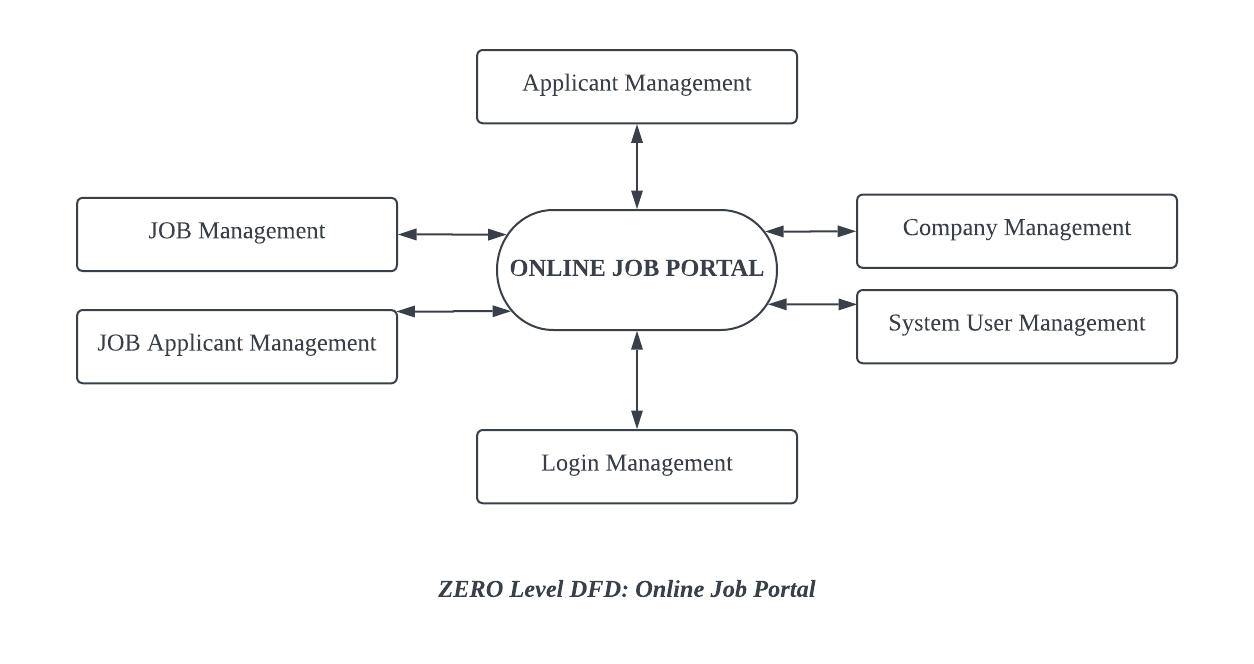 Applicant Management
JOB Management
Company Management
ONLINE JOB PORTAL
JOB Applicant Management
System User Management
Login Management
ZERO Level DFD: Online Job Portal